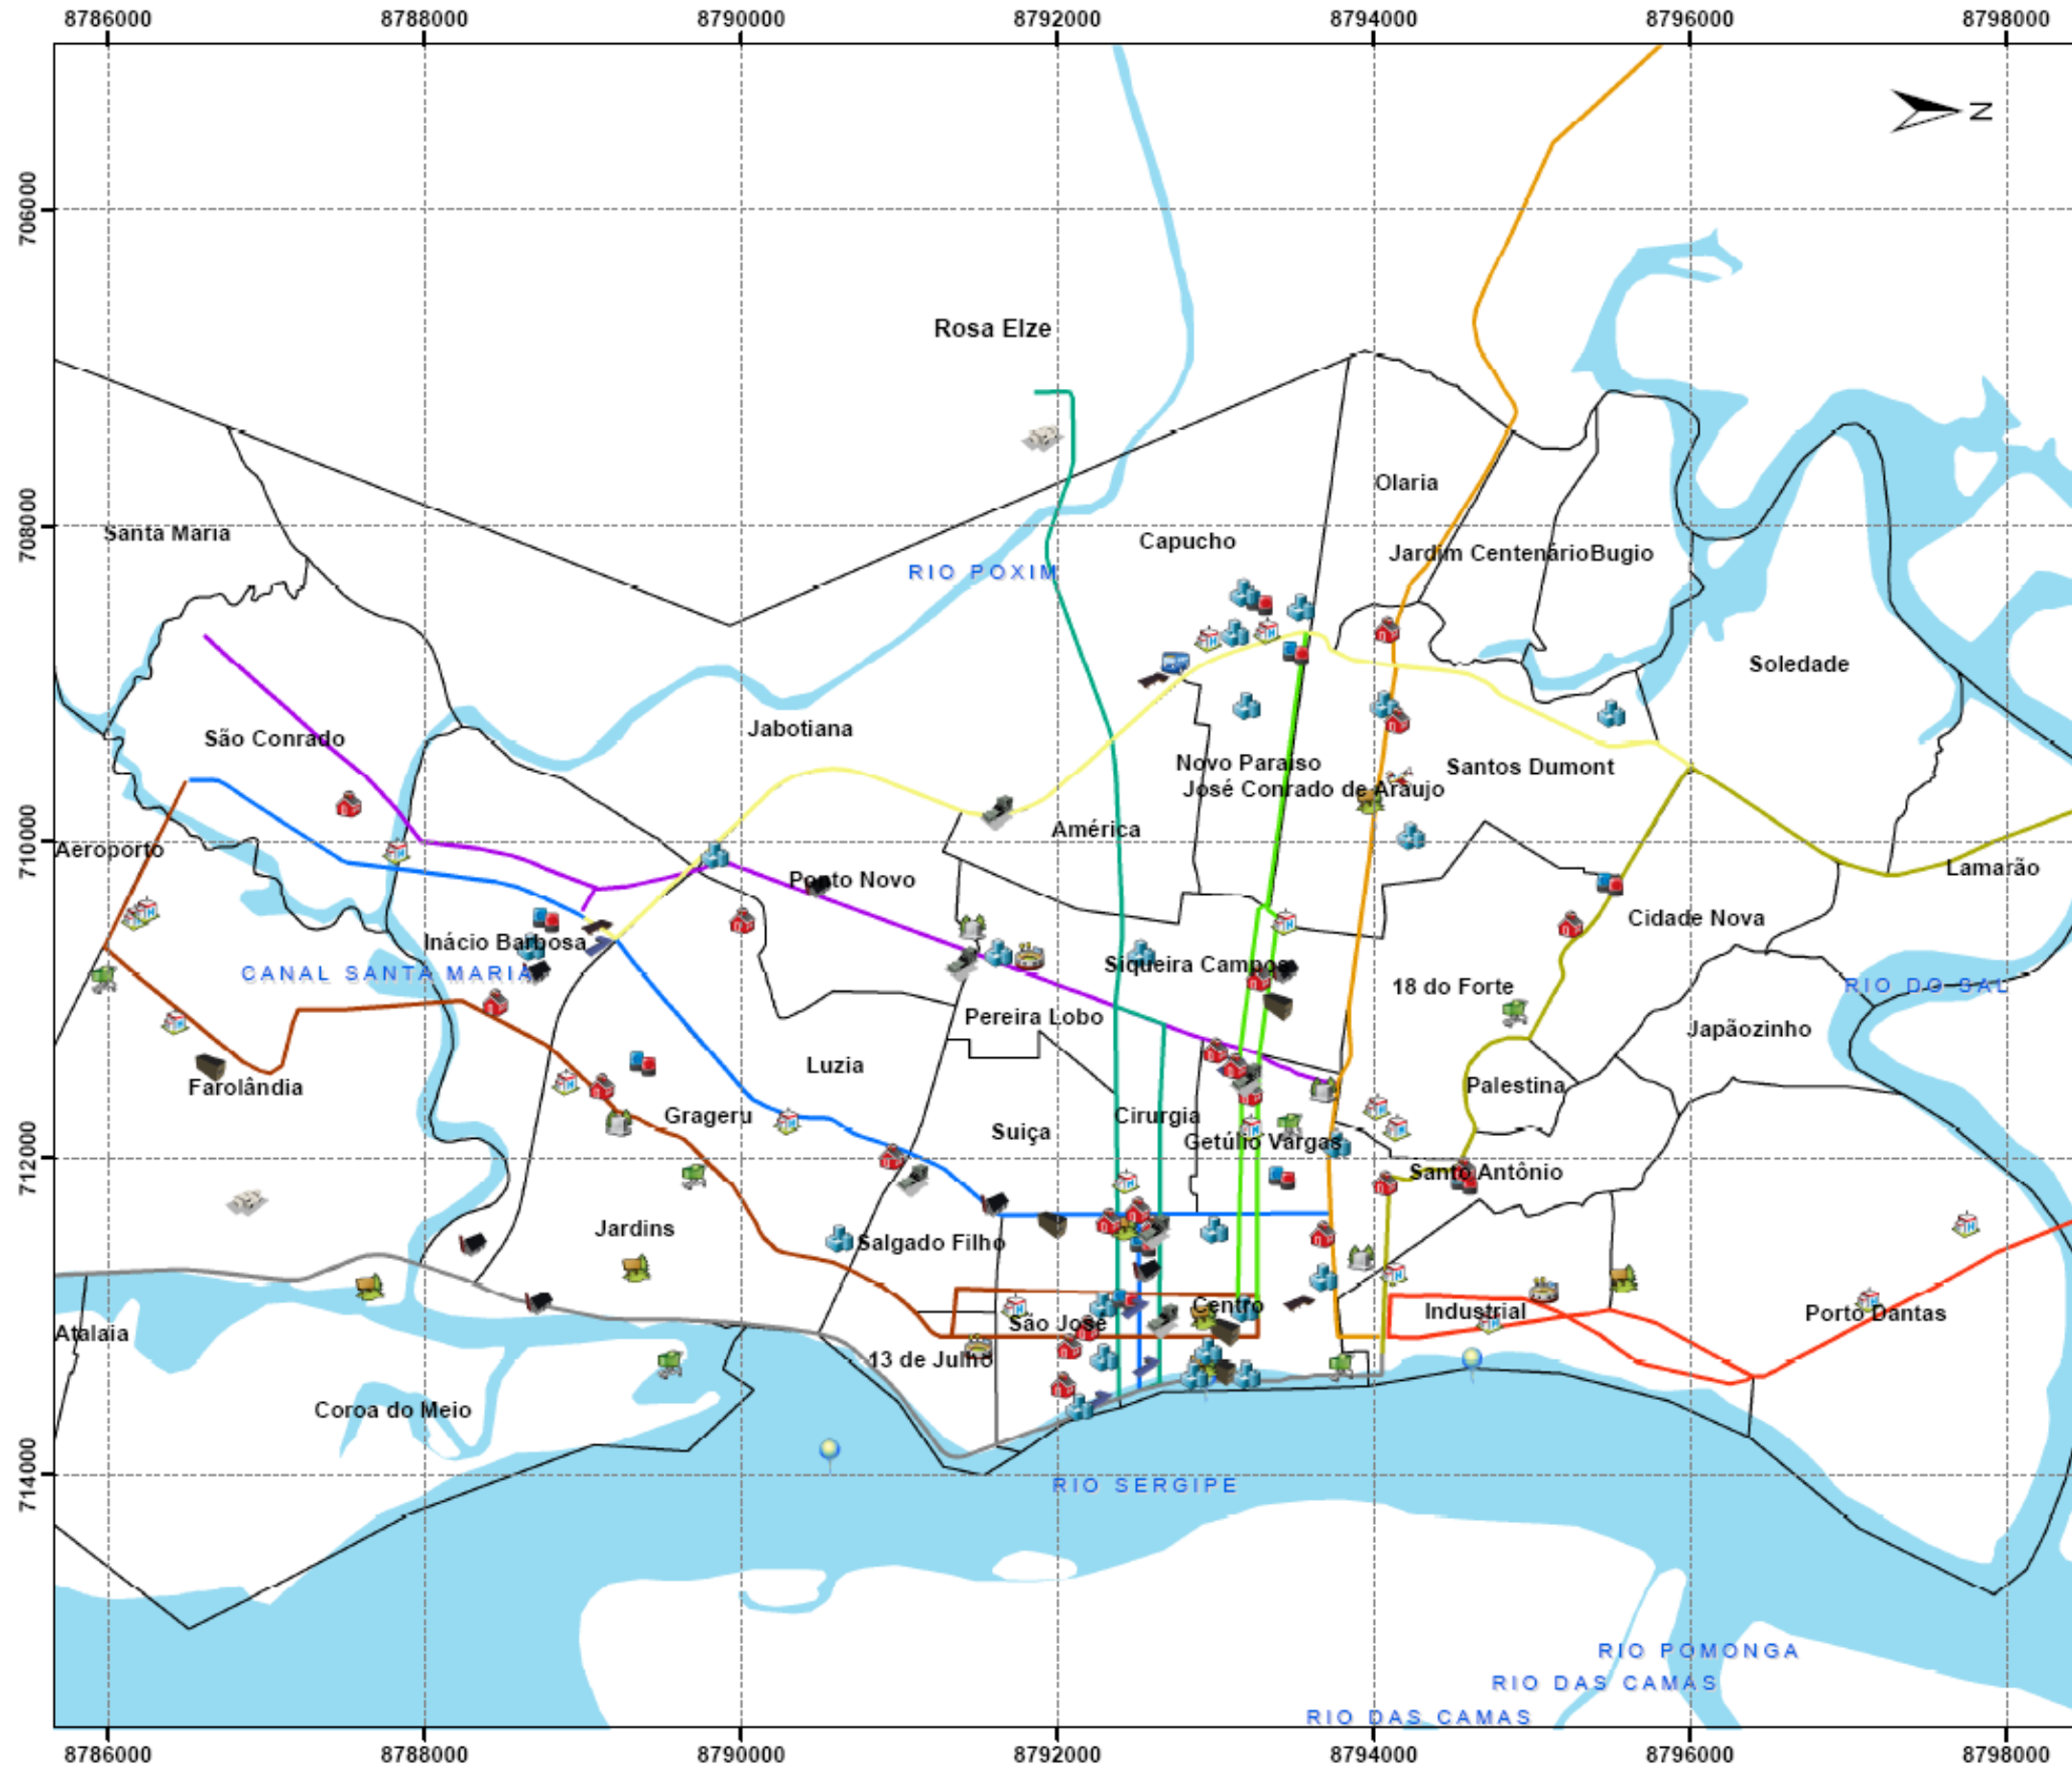 8786000 8788000 8790000 8792000 8794000 8796000 8798000
N
706000
Rosa Elze
Olaria
708000
Santa Maria
Capucho
Jardim Centenário Bugio
RIO POXIM
Soledade
São Conrado
Jabotiana
Novo Paraiso
Santos Dumont
José Conrado de Araujo
América
710000
Aeroporto
Lamarão
Ponto Novo
Cidade Nova
Inácio Barbosa
Siqueira Campos
CANAL SANTA MARIA
18 do Forte
RIO DO SAL
Pereira Lobo
Japãozinho
Luzia
Farolândia
Palestina
Grageru
Cirurgia
Suiça
Getúlio Vargas
712000
Santo Antônio
Jardins
Salgado Filho
Centro
Industrial
Porto Dantas
São José
Atalaia
13 de Julho
Coroa do Meio
714000
RIO SERGIPE
RIO POMONGA
RIO DAS CAMAS
RIO DAS CAMAS
8786000 8788000 8790000 8792000 8794000 8796000 8798000